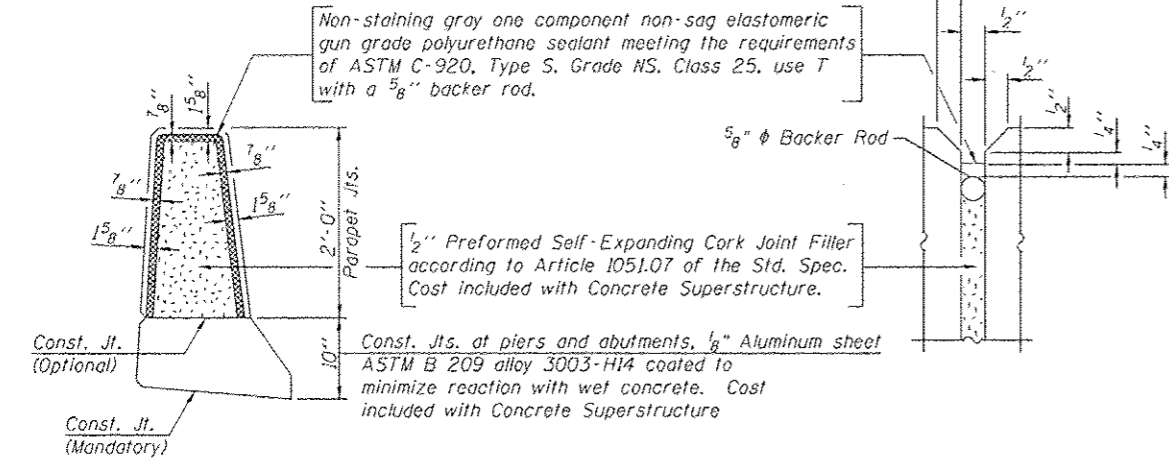 Non-staining gray one component non-sag elastomeric
gun grade polyurethane sealant meeting the requirements
of ASTM C-920, Type S, Grade NS, Class 25, use T
with a 5/8" backer rod.
1/2"
1/2"
1/2"
1/4"
1/4"
5/8" ϕ Backer Rod
7/8"
1 5/8"
7/8"
7/8"
1 5/8"
1 5/8"
2'-0"
Parapet Jts.
1/2" Preformed Self-Expanding Cork Joint Filler
according to Article 1051.07 of the Std. Spec.
Cost included with Concrete Superstructure.
Const. Jt.
(Optional)
10"
Const. Jts. at piers and abutments, 1/8" Aluminum sheet
ASTM B 209 alloy 3003-H14 coated to
minimize reaction with wet concrete. Cost
included with Concrete Superstructure
Const. Jt.
(Mandatory)